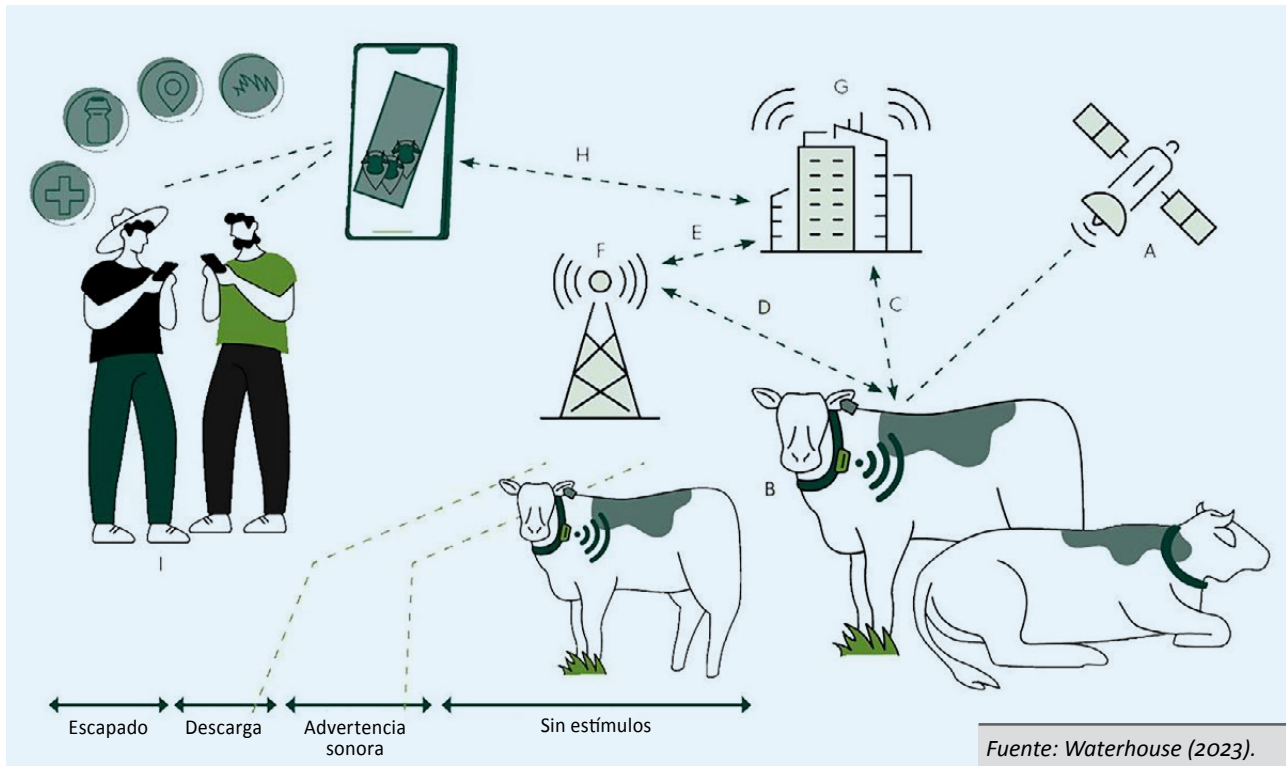 G
H
E
F
A
D
C
B
I
Escapado
Descarga
Advertencia
sonora
Sin estímulos
Fuente: Waterhouse (2023).